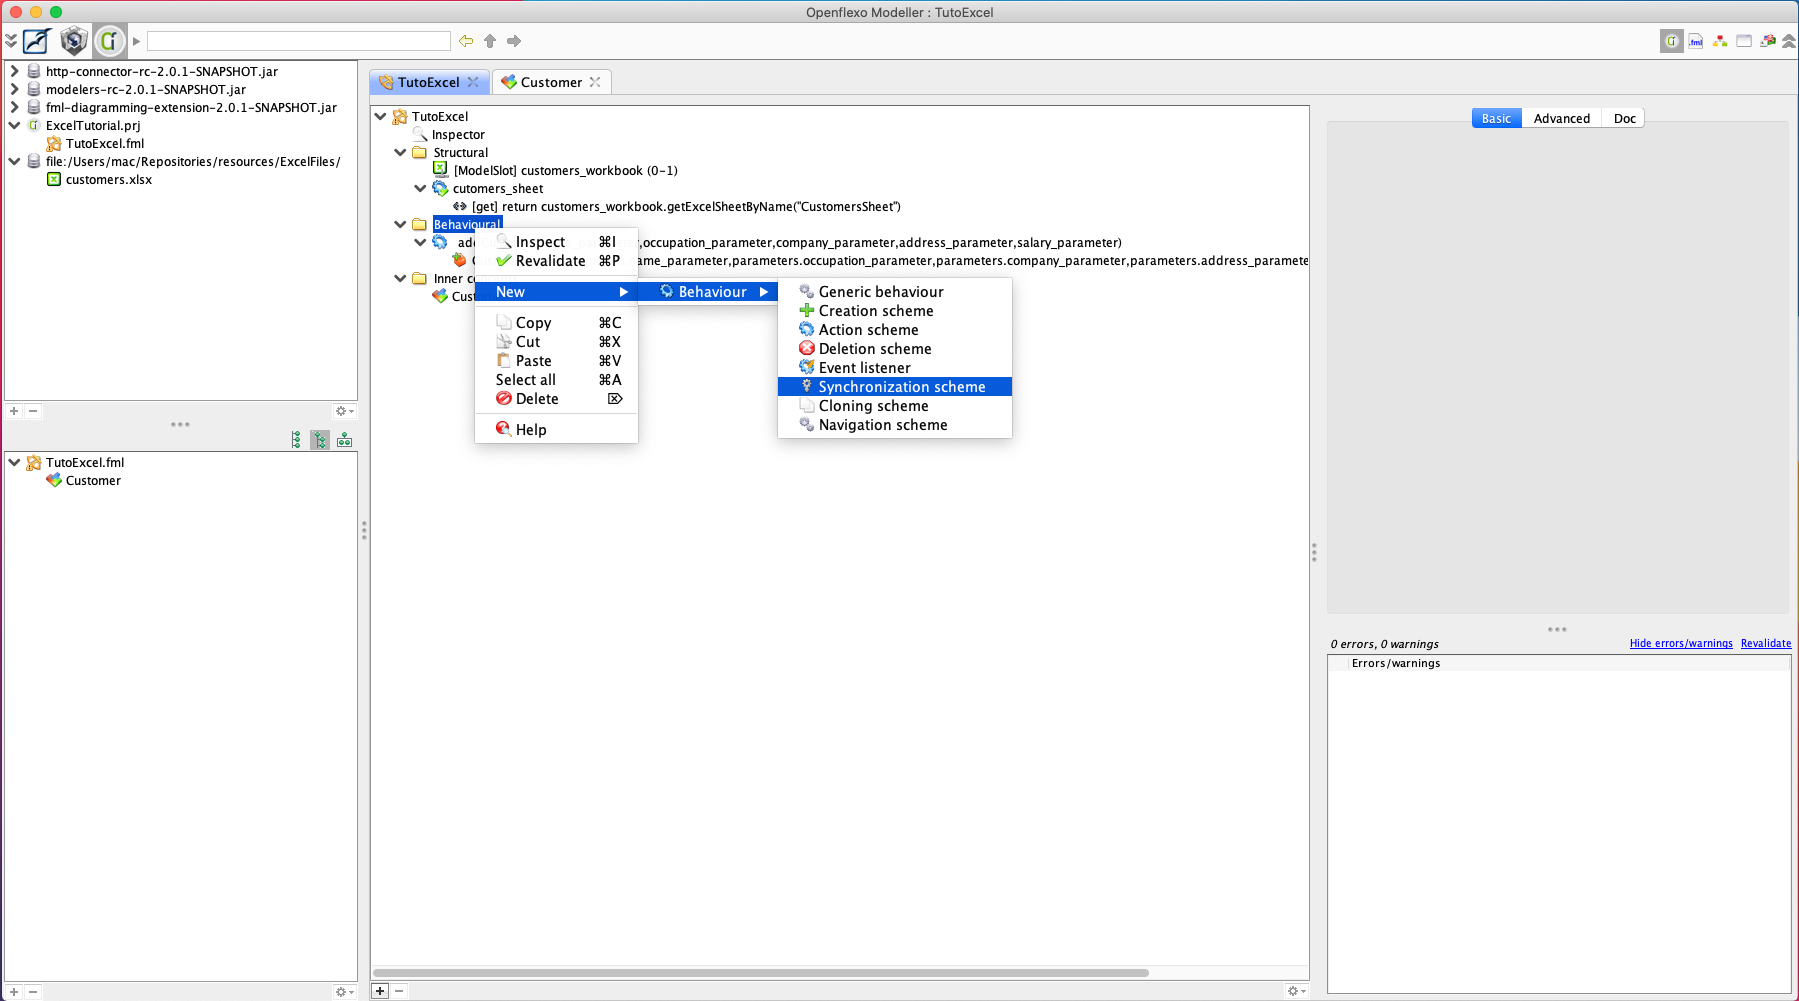 Openflexo Modeller : TutoExcel
http-connector-rc-2.0.1-SNAPSHOT.jar
modelers-rc-2.0.1-SNAPSHOT.jar
fml-diagramming-extension-2.0.1-SNAPSHOT.jar
ExcelTutorial.prj
TutoExcel.fml
file:/Users/mac/Repositories/resources/ExcelFiles/
customers.xlsx
TutoExcel.fml
Customer
TutoExcel
Customer
TutoExcel
Inspector
Structural
[ModelSlot] customers_workbook (0-1)
cutomers_sheet
[get] return customers_workbook.getExcelSheetByName("CustomersSheet")
Behavioural
,occupation_parameter,company_parameter,address_parameter,salary_parameter)
ame_parameter,parameters.occupation_parameter,parameters.company_parameter,parameters.address_paramete
Inner co
Cust
Inspect ⌘I
Revalidate ⌘P
New
Copy ⌘C
Cut ⌘X
Paste ⌘V
Select all ⌘A
Delete ⌦
Help
Behaviour
Generic behaviour
Creation scheme
Action scheme
Deletion scheme
Event listener
Synchronization scheme
Cloning scheme
Navigation scheme
.fml
Basic
Advanced
Doc
0 errors, 0 warnings
Hide errors/warnings
Revalidate
Errors/warnings